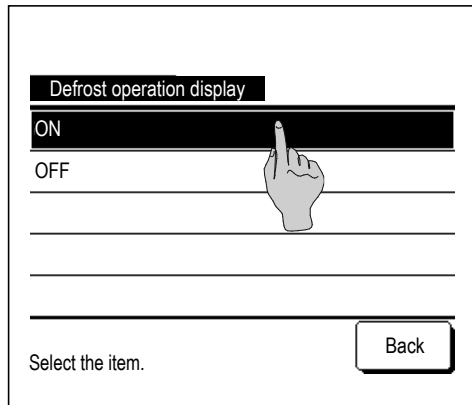 Defrost operation display
ON
OFF
Select the item.
Back